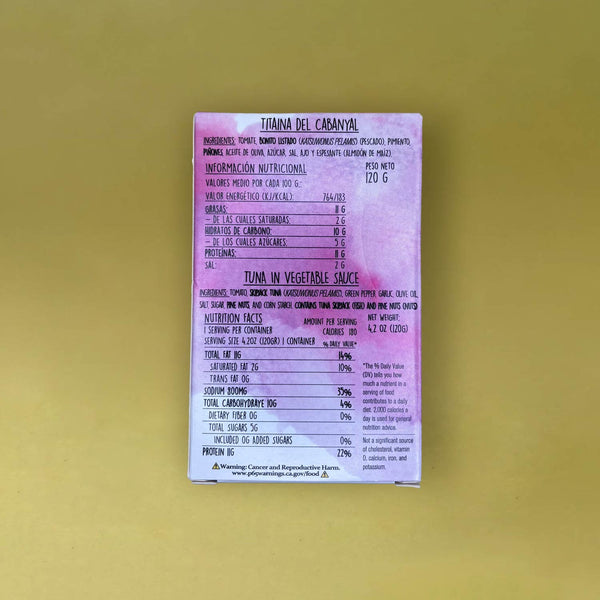 TITAINA DEL CABANYAL
INGREDIENTES: TOMATE, BONITO LISTADO (KATSUWONUS PELAMIS) (PESCADO), PIMIENTO,
PIÑONES, ACEITE DE OLIVA, AZÚCAR, SAL, AJO Y ESPESANTE (ALMIDÓN DE MAÍZ).
INFORMACIÓN NUTRICIONAL
VALORES MEDIO POR CADA 100 G.:
PESO NETO
120 G
VALOR ENERGÉTICO (KJ/KCAL): 764/183
GRASAS: 11 G
– DE LAS CUALES SATURADAS: 2 G
HIDRATOS DE CARBONO: 10 G
– DE LOS CUALES AZÚCARES: 5 G
PROTEÍNAS: 11 G
SAL: 2 G
TUNA IN VEGETABLE SAUCE
INGREDIENTS: TOMATO, SKIPJACK TUNA (KATSUWONUS PELAMIS), GREEN PEPPER, GARLIC, OLIVE OIL,
SALT, SUGAR, PINE NUTS, AND CORN STARCH. CONTAINS TUNA SKIPJACK (FISH) AND PINE NUTS (NUTS)
NUTRITION FACTS
1 SERVING PER CONTAINER
SERVING SIZE 4.2OZ (120GR) 1 CONTAINER
AMOUNT PER SERVING
CALORIES 180
% DAILY VALUE*
NET WEIGHT:
4,2 OZ (120G)
TOTAL FAT 11G 14%
SATURATED FAT 2G 10%
TRANS FAT 0G
SODIUM 800MG 35%
TOTAL CARBOHYDRAYE 10G 4%
DIETARY FIBER 0G 0%
TOTAL SUGARS 5G
INCLUDED 0G ADDED SUGARS 0%
PROTEIN 11G 22%
*The % Daily Value
(DV) tells you how
much a nutrient in a
serving of food
contributes to a daily
diet. 2,000 calories a
day is used for general
nutrition advice.
Not a significant source
of cholesterol, vitamin
D, calcium, iron, and
potassium.
Warning: Cancer and Reproductive Harm.
www.p65warnings.ca.gov/food